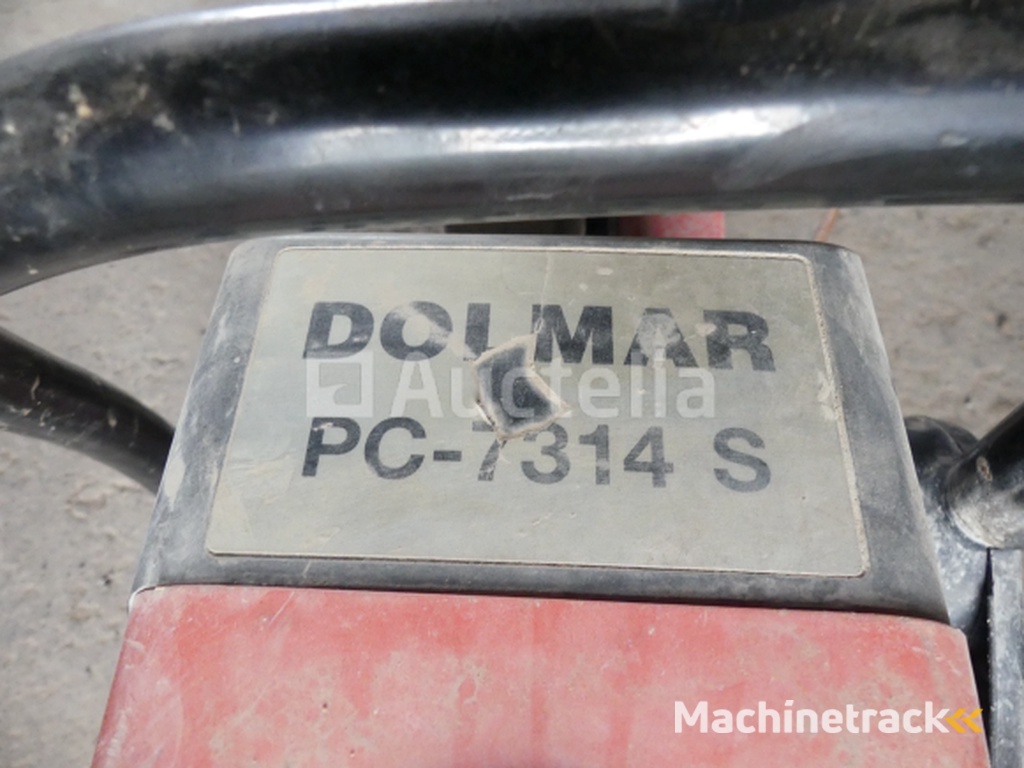 DOLMAR
Auctelia
PC-7314 S
Machinetrack